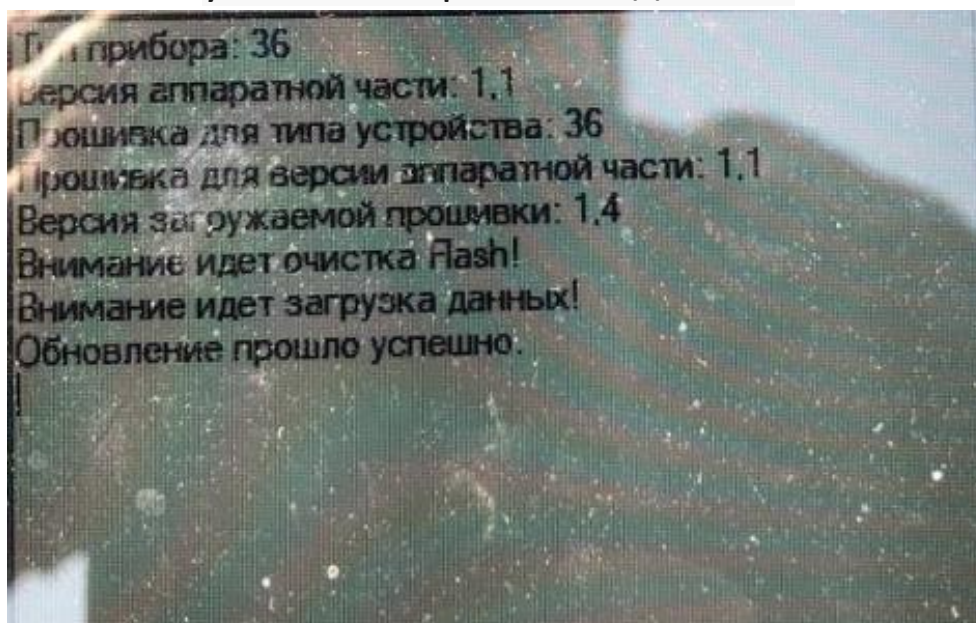 Тип прибора: 36
Версия аппаратной части: 1,1
Прошивка для типа устройства: 36
Прошивка для версии аппаратной части: 1,1
Версия загружаемой прошивки: 1,4
Внимание идет очистка Flash!
Внимание идет загрузка данных!
Обновление прошло успешно.